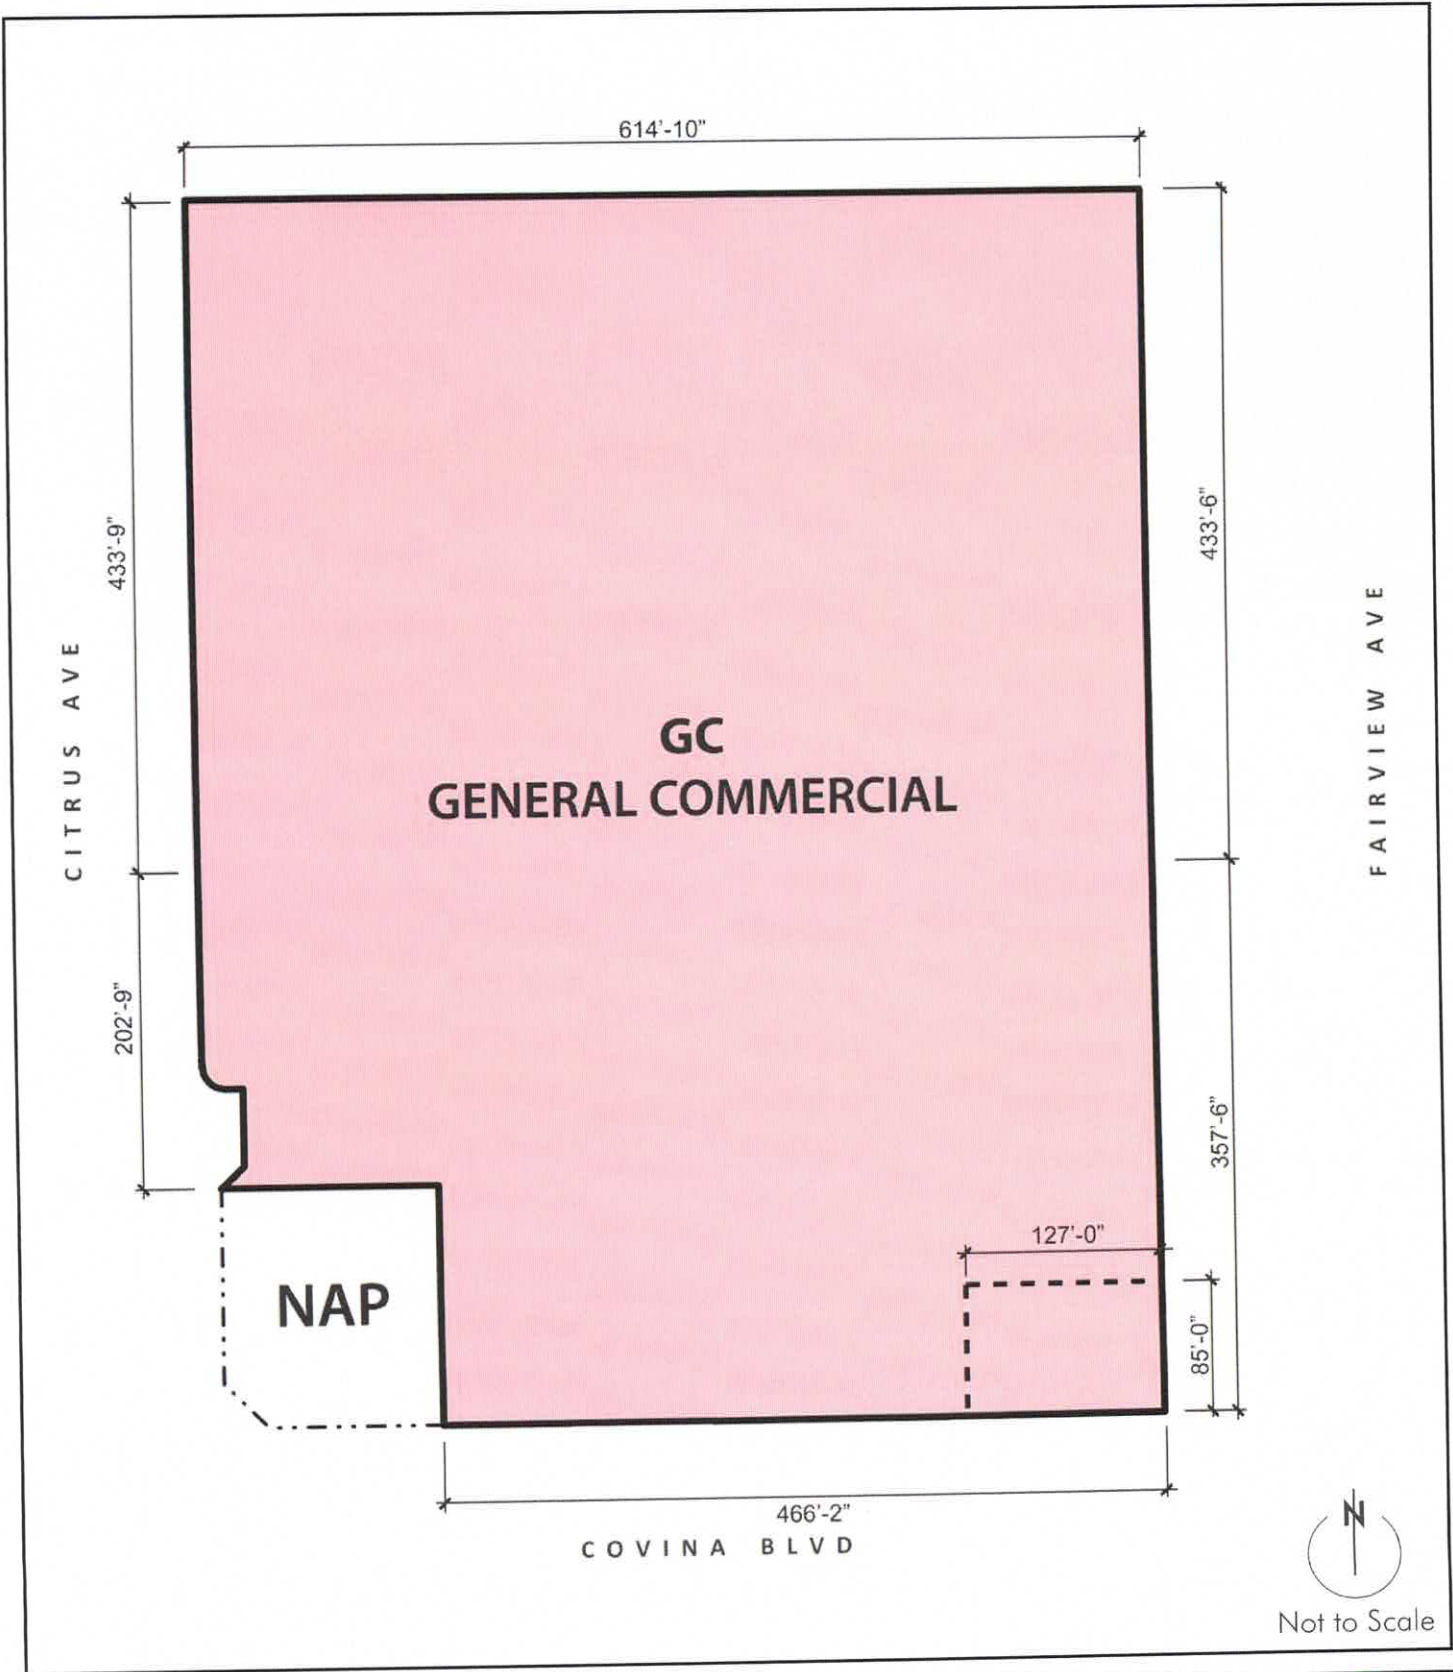 614'-10"
433'-9"
433'-6"
CITRUS AVE
FAIRVIEW AVE
GC
GENERAL COMMERCIAL
202'-9"
357'-6"
127'-0"
NAP
85'-0"
466'-2"
COVINA BLVD
N
Not to Scale